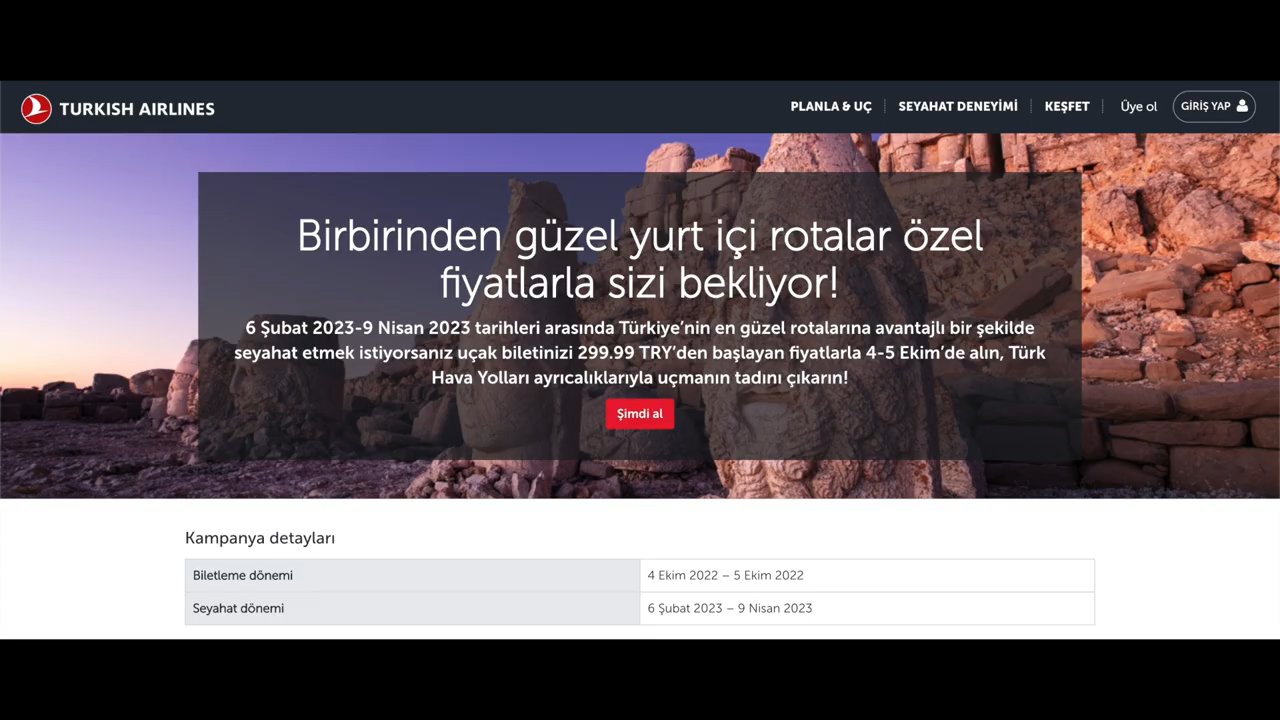 TURKISH AIRLINES
PLANLA & UÇ
SEYAHAT DENEYİMİ
KEŞFET
Üye ol
GİRİŞ YAP
Birbirinden güzel yurt içi rotalar özel
fiyatlarla sizi bekliyor!
6 Şubat 2023-9 Nisan 2023 tarihleri arasında Türkiye’nin en güzel rotalarına avantajlı bir şekilde
seyahat etmek istiyorsanız uçak biletinizi 299.99 TRY’den başlayan fiyatlarla 4-5 Ekim’de alın, Türk
Hava Yolları ayrıcalıklarıyla uçmanın tadını çıkarın!
Şimdi al
Kampanya detayları
Biletleme dönemi
4 Ekim 2022 – 5 Ekim 2022
Seyahat dönemi
6 Şubat 2023 – 9 Nisan 2023